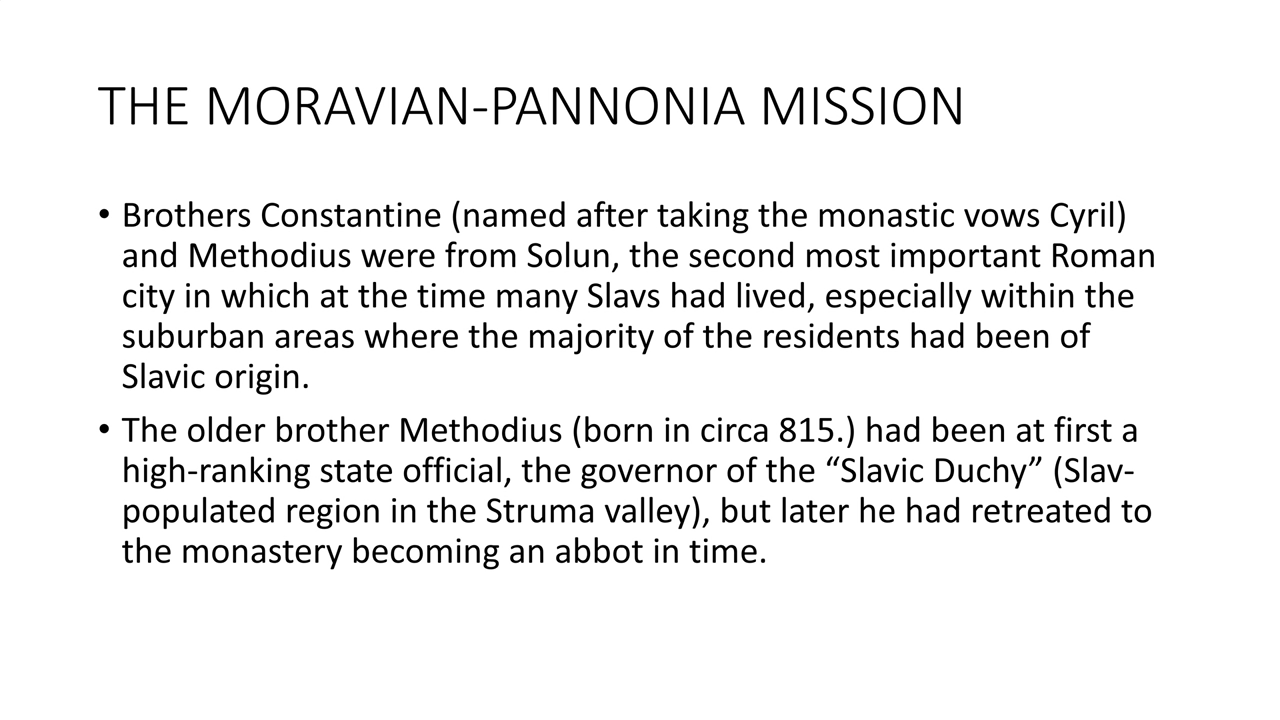 THE MORAVIAN-PANNONIA MISSION
• Brothers Constantine (named after taking the monastic vows Cyril)
and Methodius were from Solun, the second most important Roman
city in which at the time many Slavs had lived, especially within the
suburban areas where the majority of the residents had been of
Slavic origin.
• The older brother Methodius (born in circa 815.) had been at first a
high-ranking state official, the governor of the “Slavic Duchy” (Slav-
populated region in the Struma valley), but later he had retreated to
the monastery becoming an abbot in time.